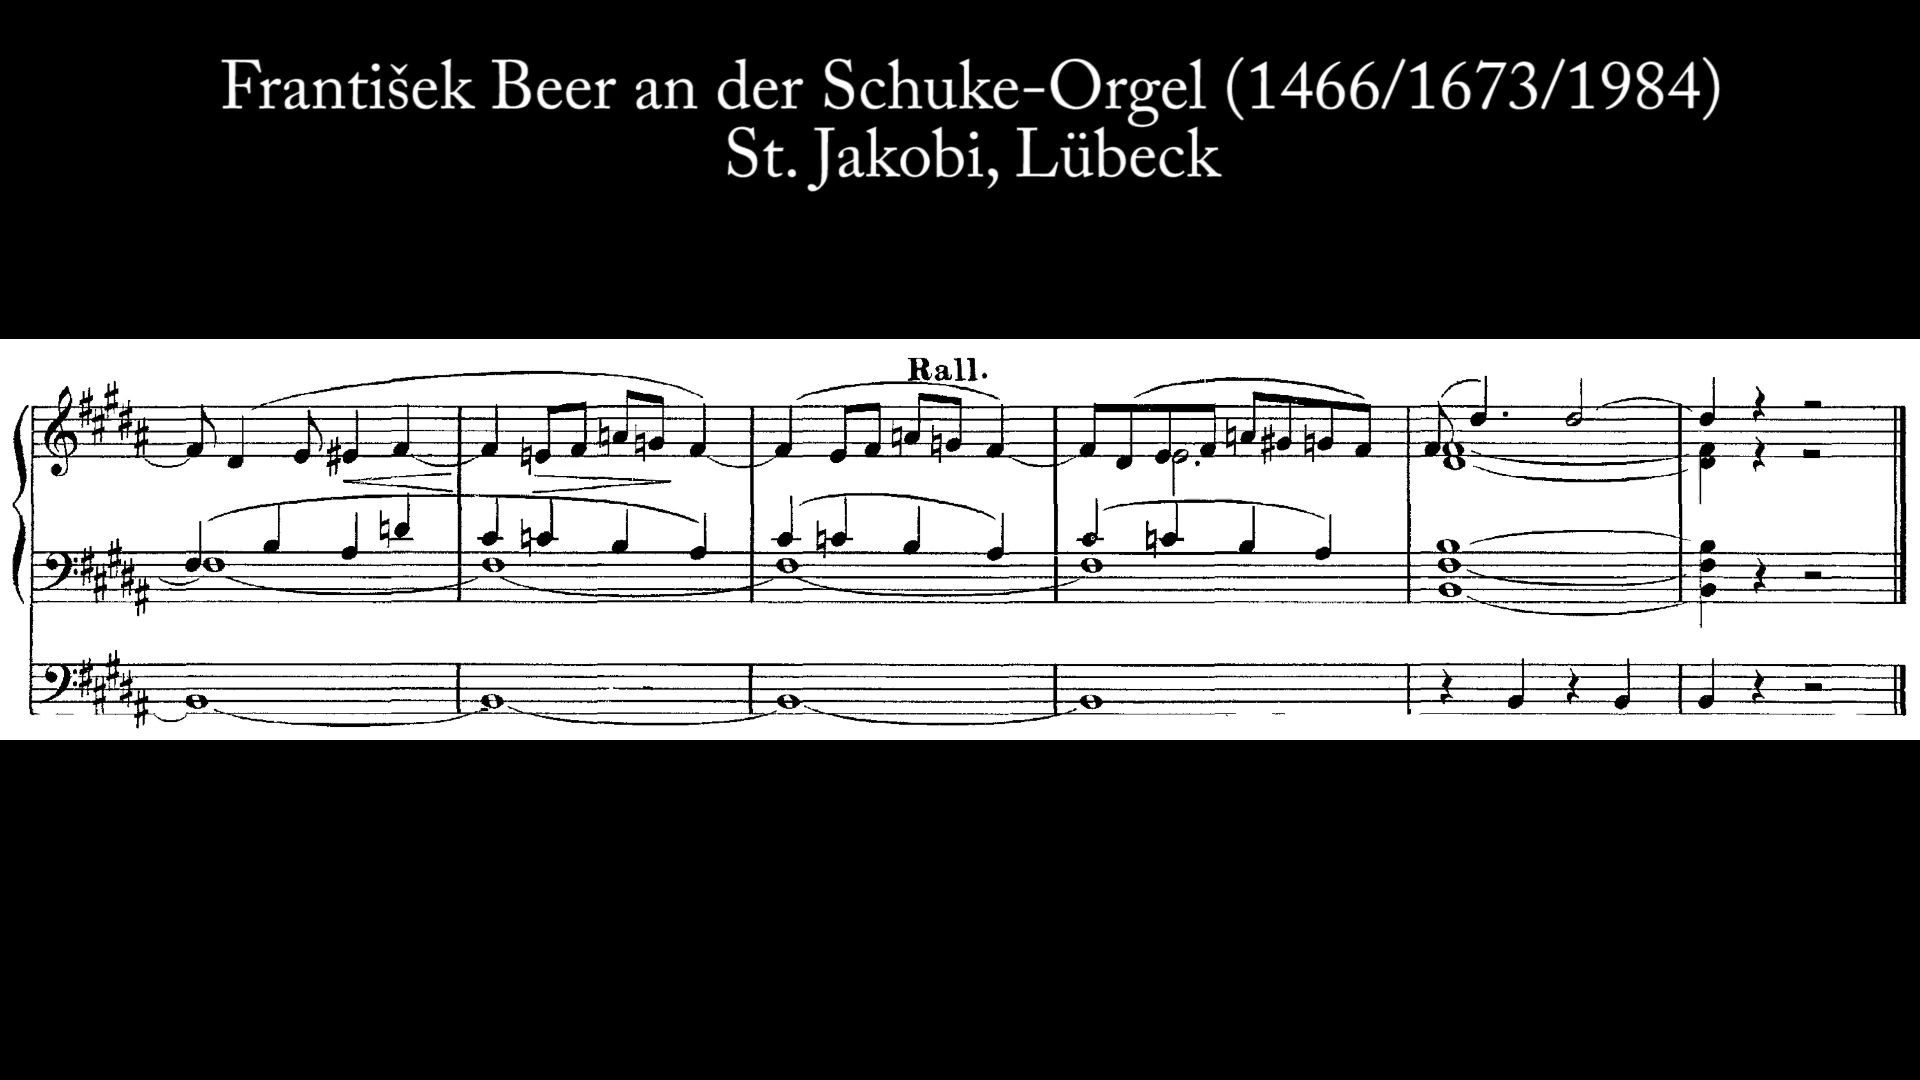 František Beer an der Schuke-Orgel (1466/1673/1984)
St. Jakobi, Lübeck
Rall.